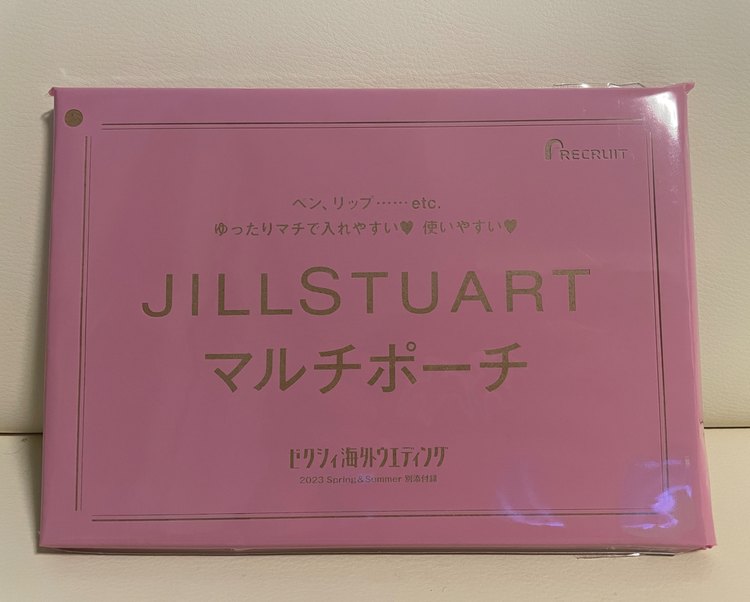 RECRUIT
ペン、リップ……etc.
ゆったりマチで入れやすい♥ 使いやすい♥
JILLSTUART
マルチポーチ
ゼクシィ海外ウエディング
2023 Spring&Summer 別添付録